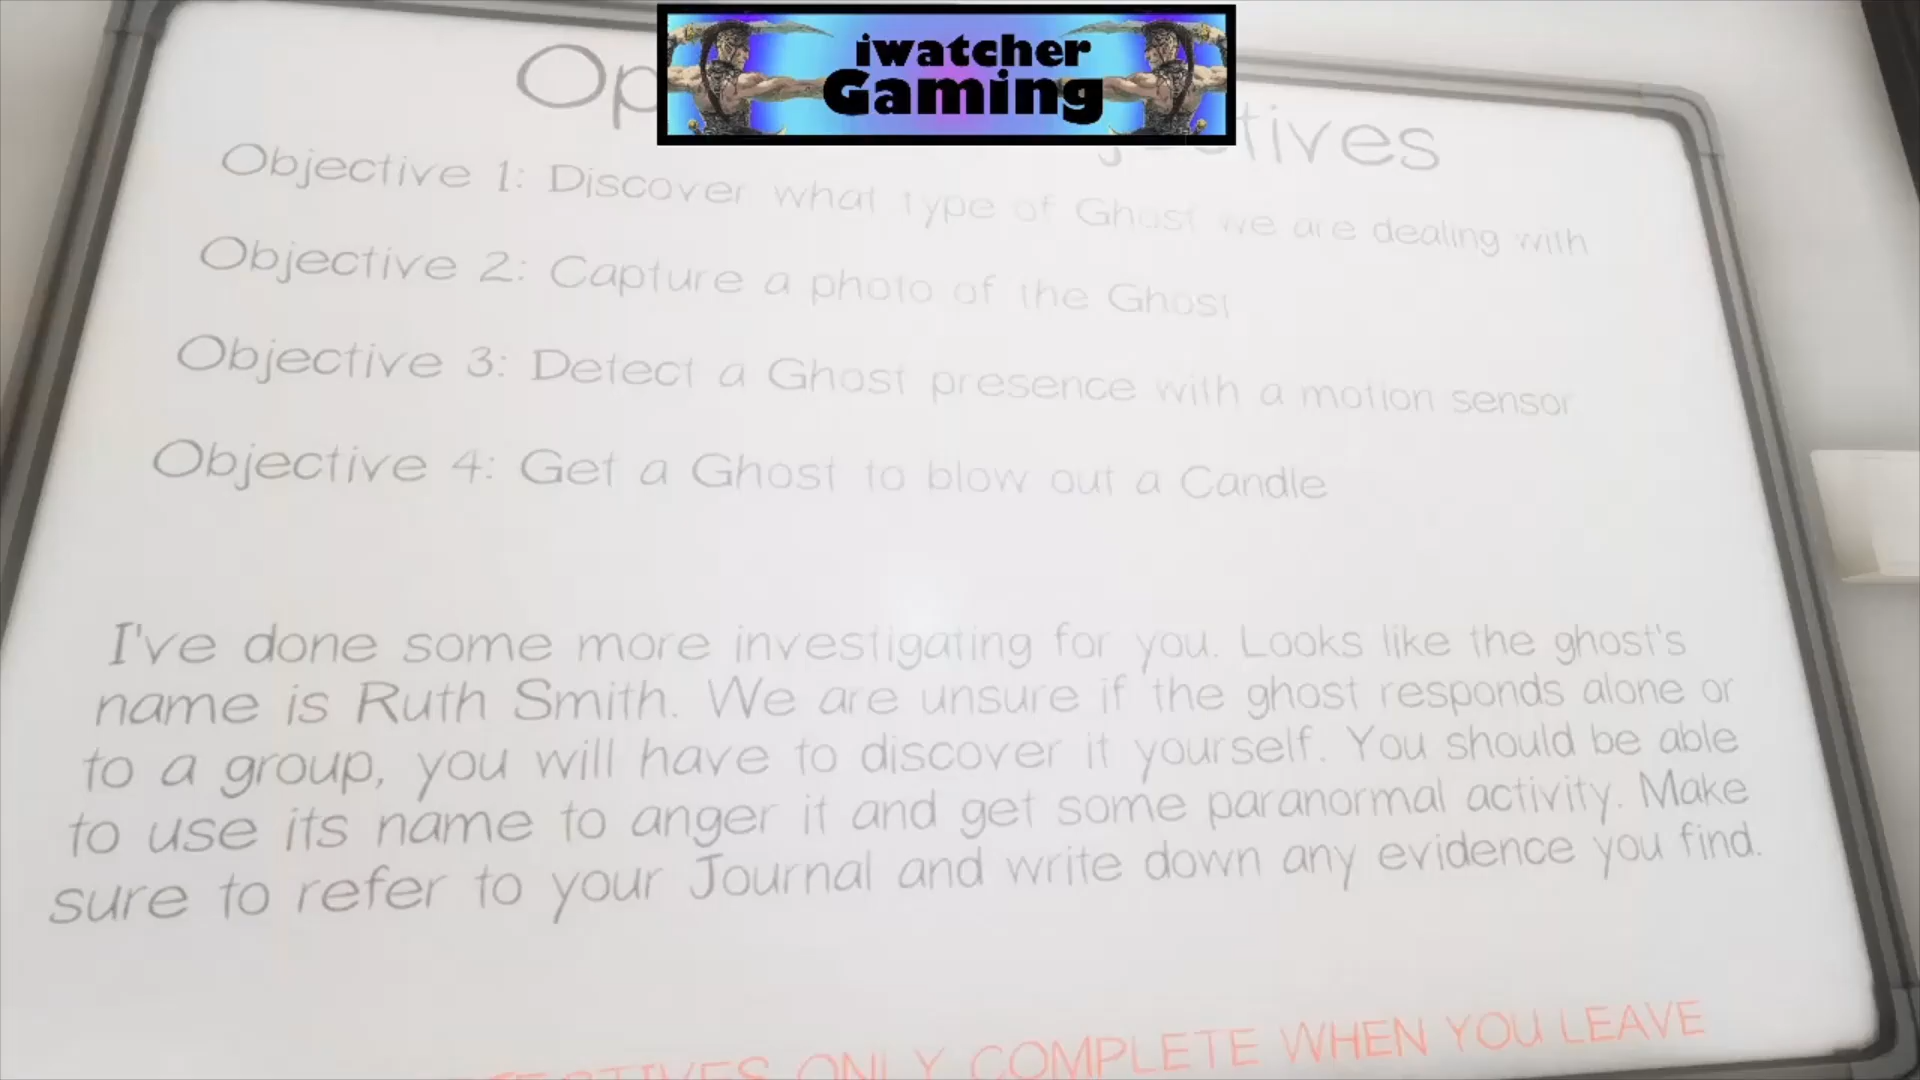 iwatcher
Gaming
Objective 1: Discover what type of Ghost we are dealing with
Objective 2: Capture a photo of the Ghost
Objective 3: Detect a Ghost presence with a motion sensor
Objective 4: Get a Ghost to blow out a Candle
I've done some more investigating for you. Looks like the ghost's
name is Ruth Smith. We are unsure if the ghost responds alone or
to a group, you will have to discover it yourself. You should be able
to use its name to anger it and get some paranormal activity. Make
sure to refer to your Journal and write down any evidence you find.
ONLY COMPLETE WHEN YOU LEAVE